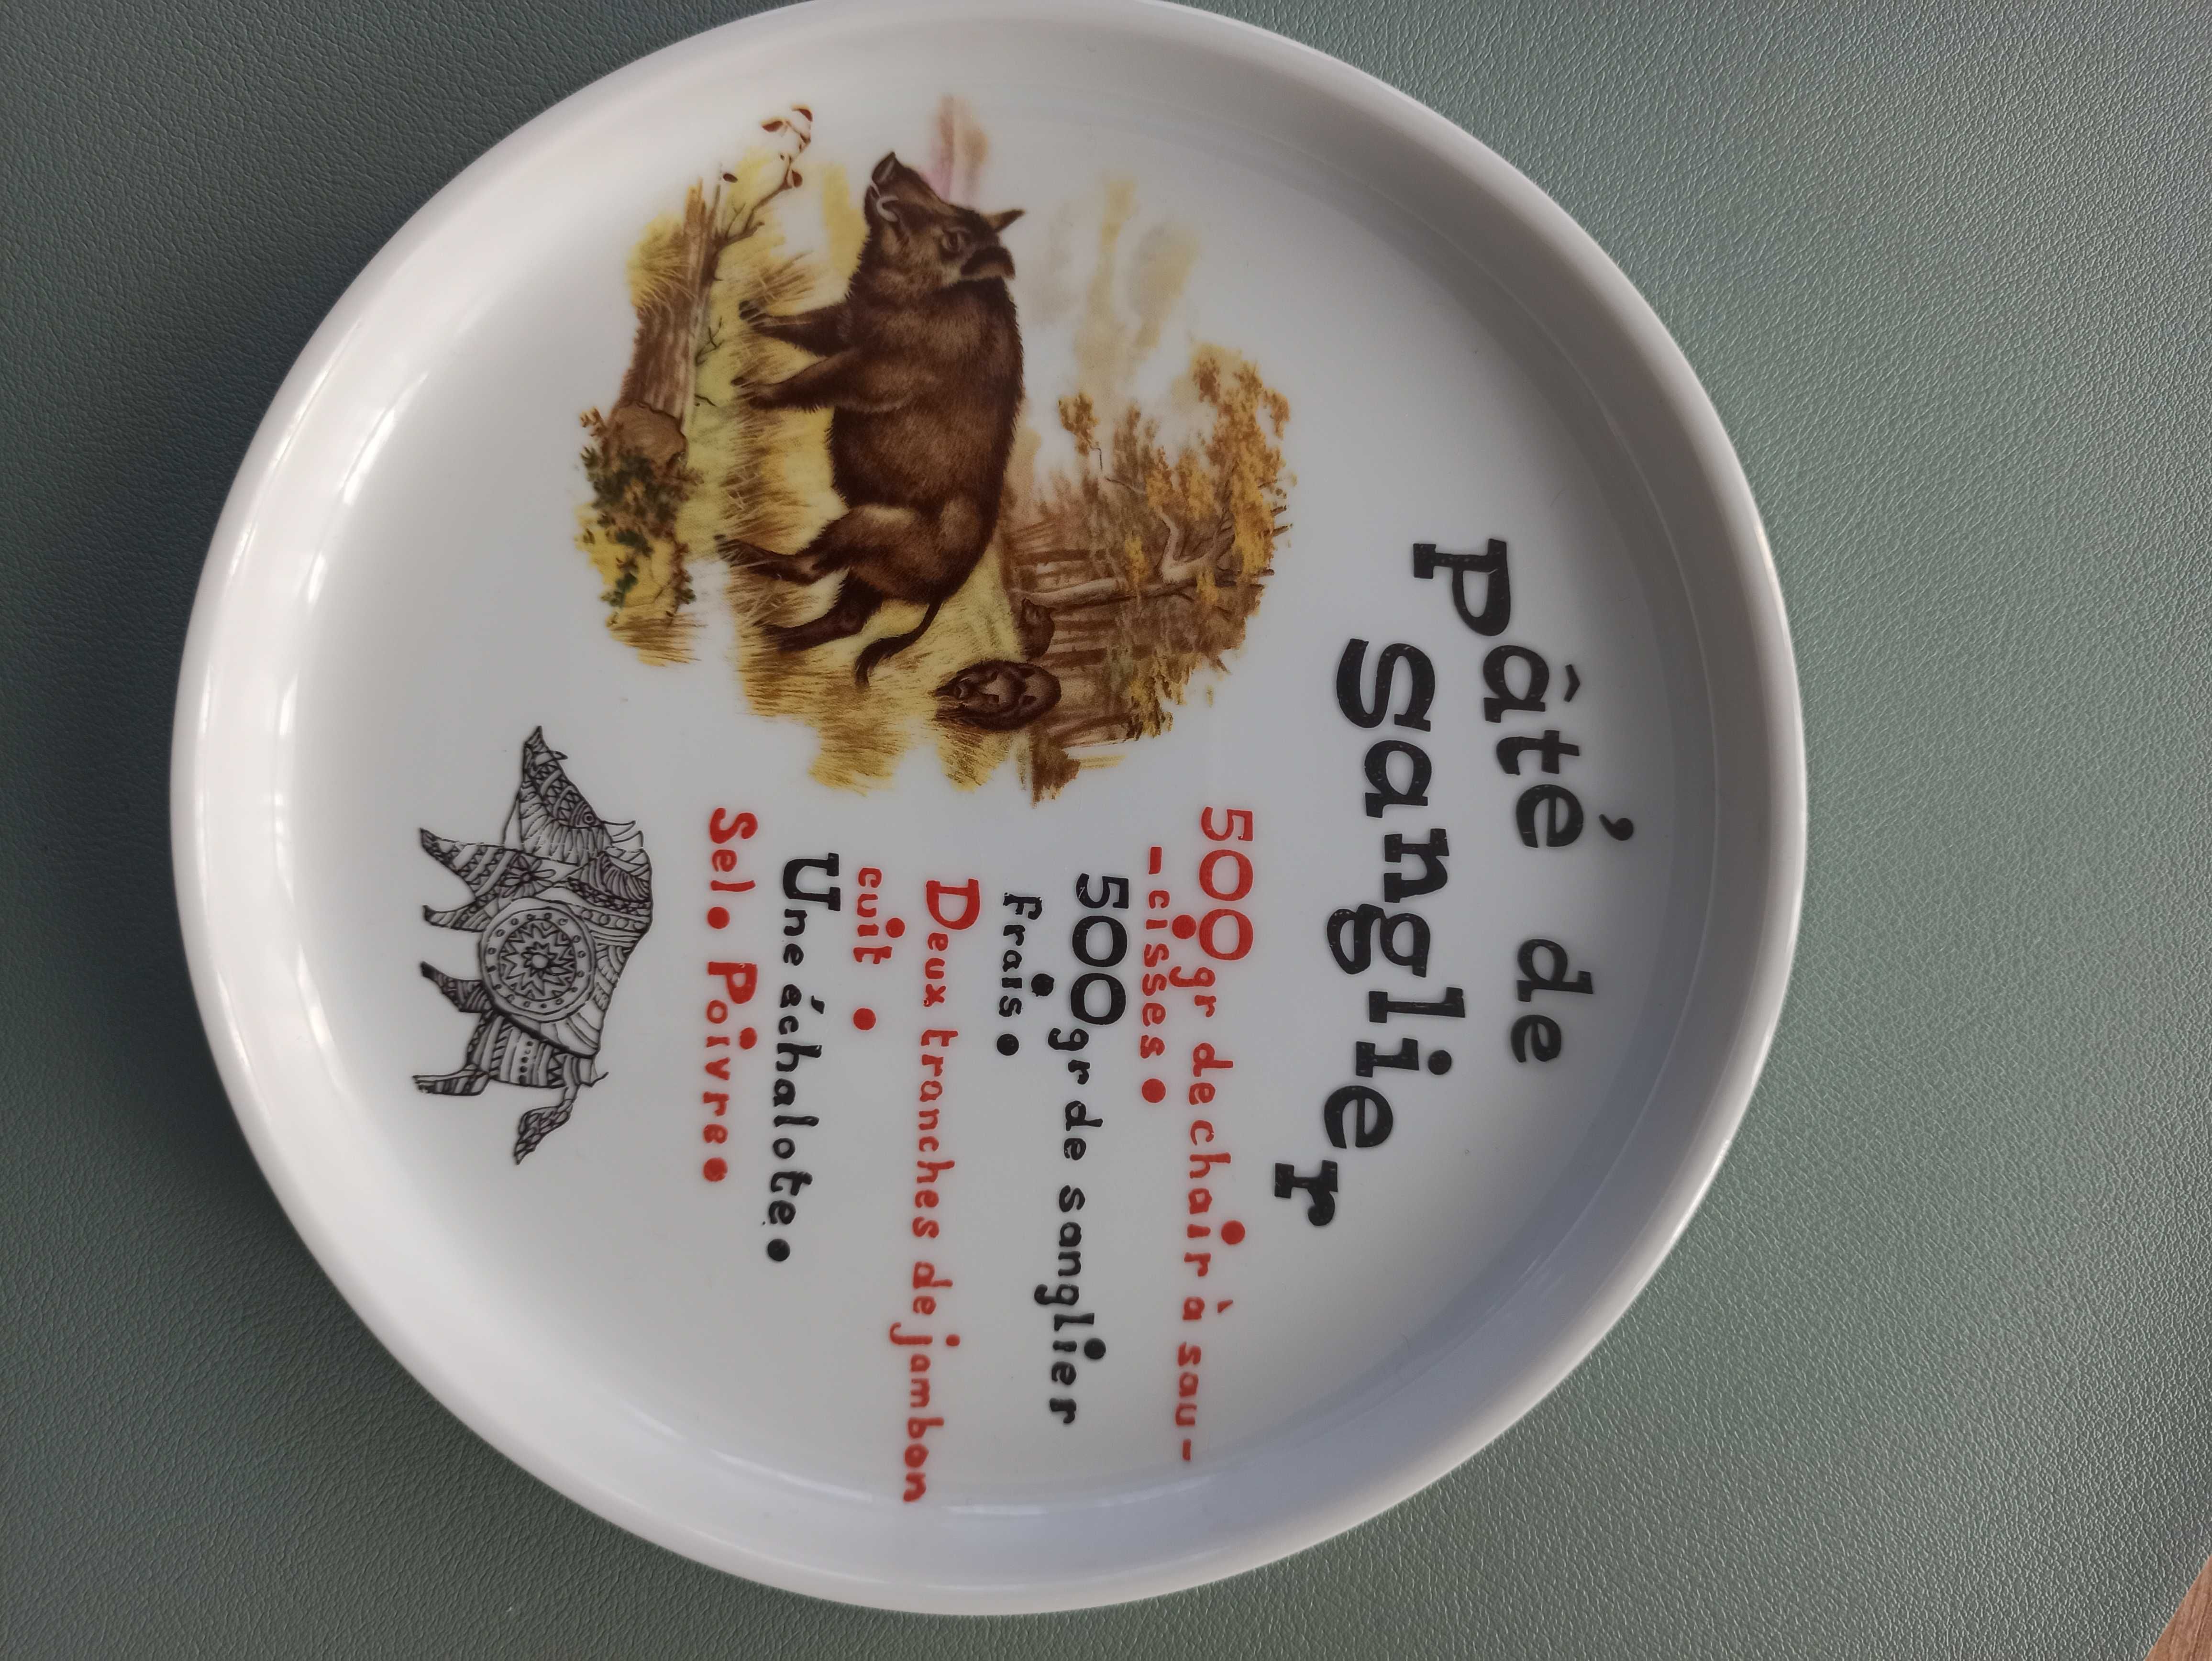 Pâté de
Sanglier
500gr de chair à sau-
-cisses.
500gr de sanglier
Frais.
Deux tranches de jambon
cuit .
Une échalote.
Sel. Poivre.